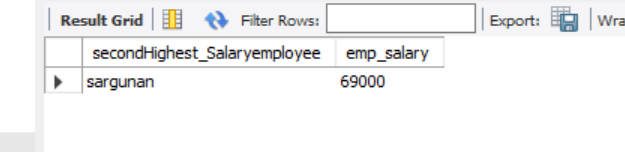 Result Grid Filter Rows: Export: Wra
secondHighest_Salaryemployee emp_salary
sargunan 69000